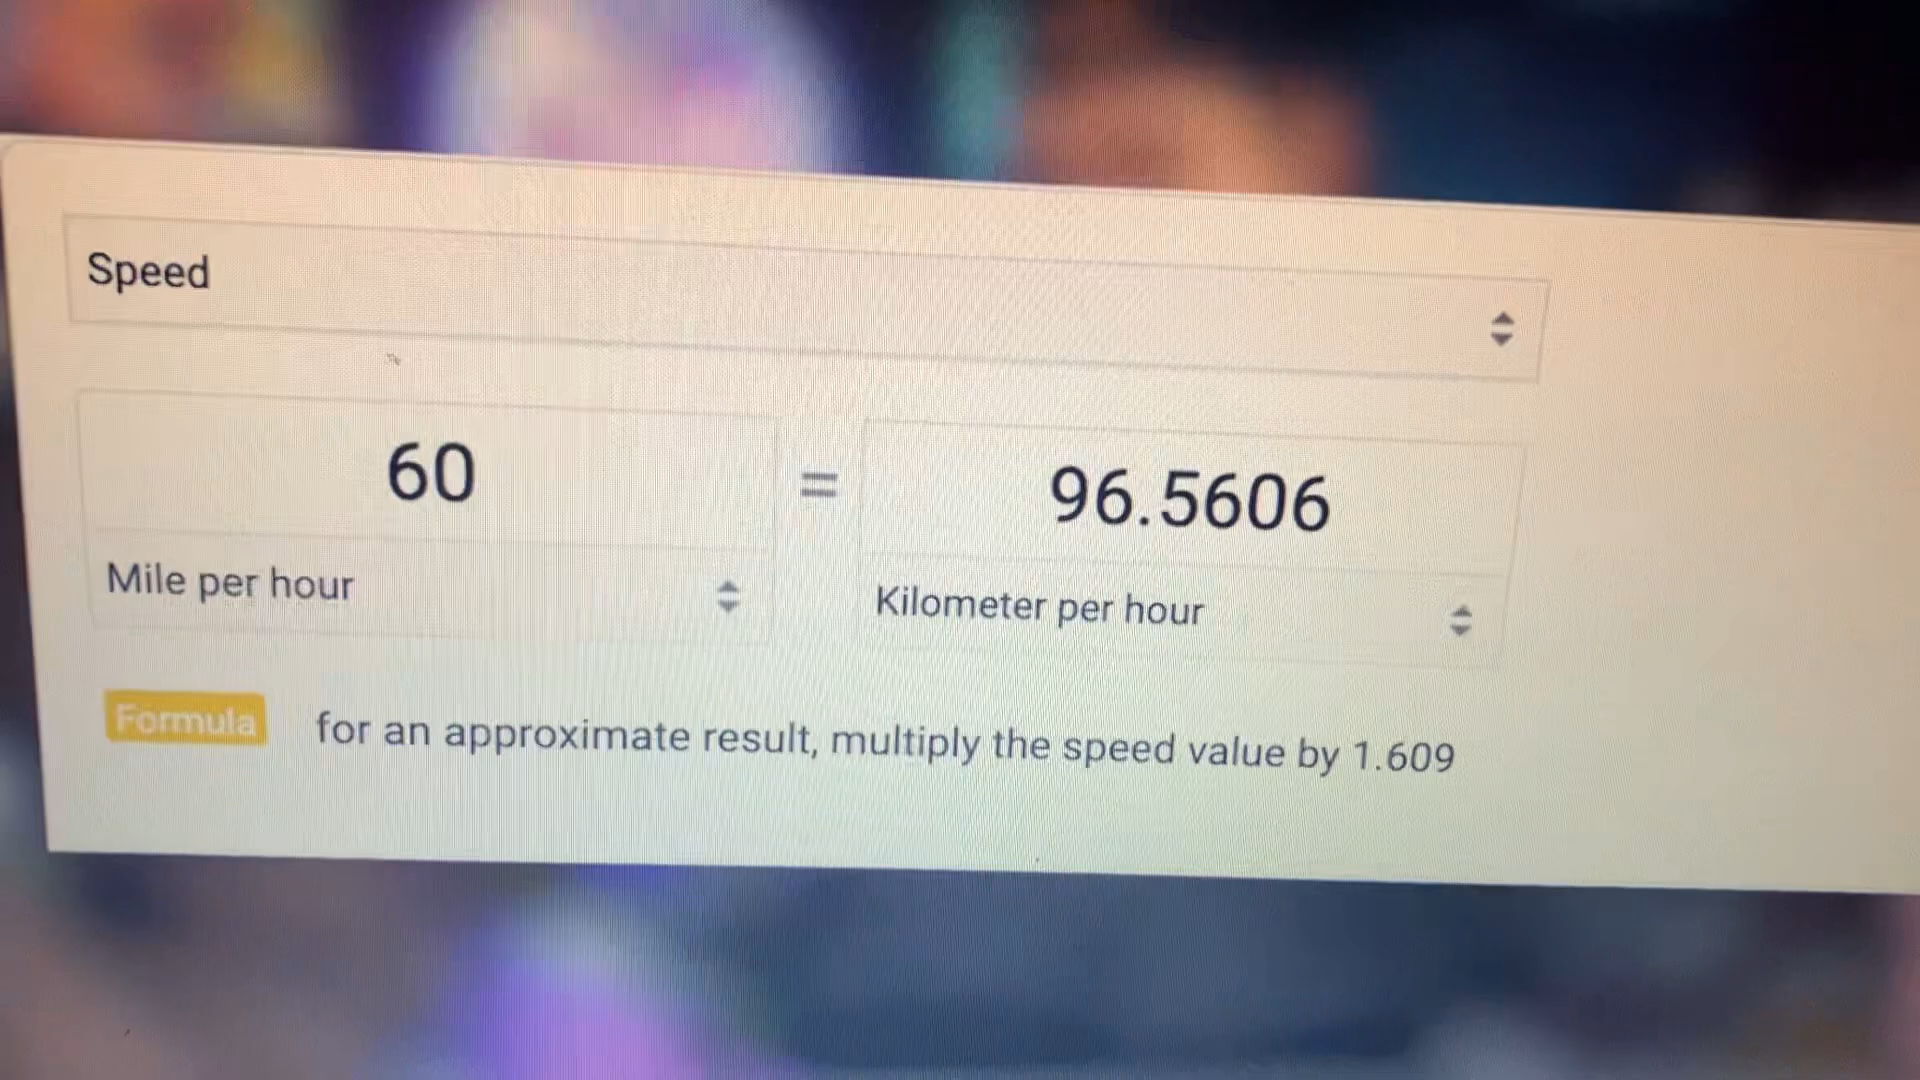 Speed
60 = 96.5606
Mile per hour Kilometer per hour
Formula for an approximate result, multiply the speed value by 1.609